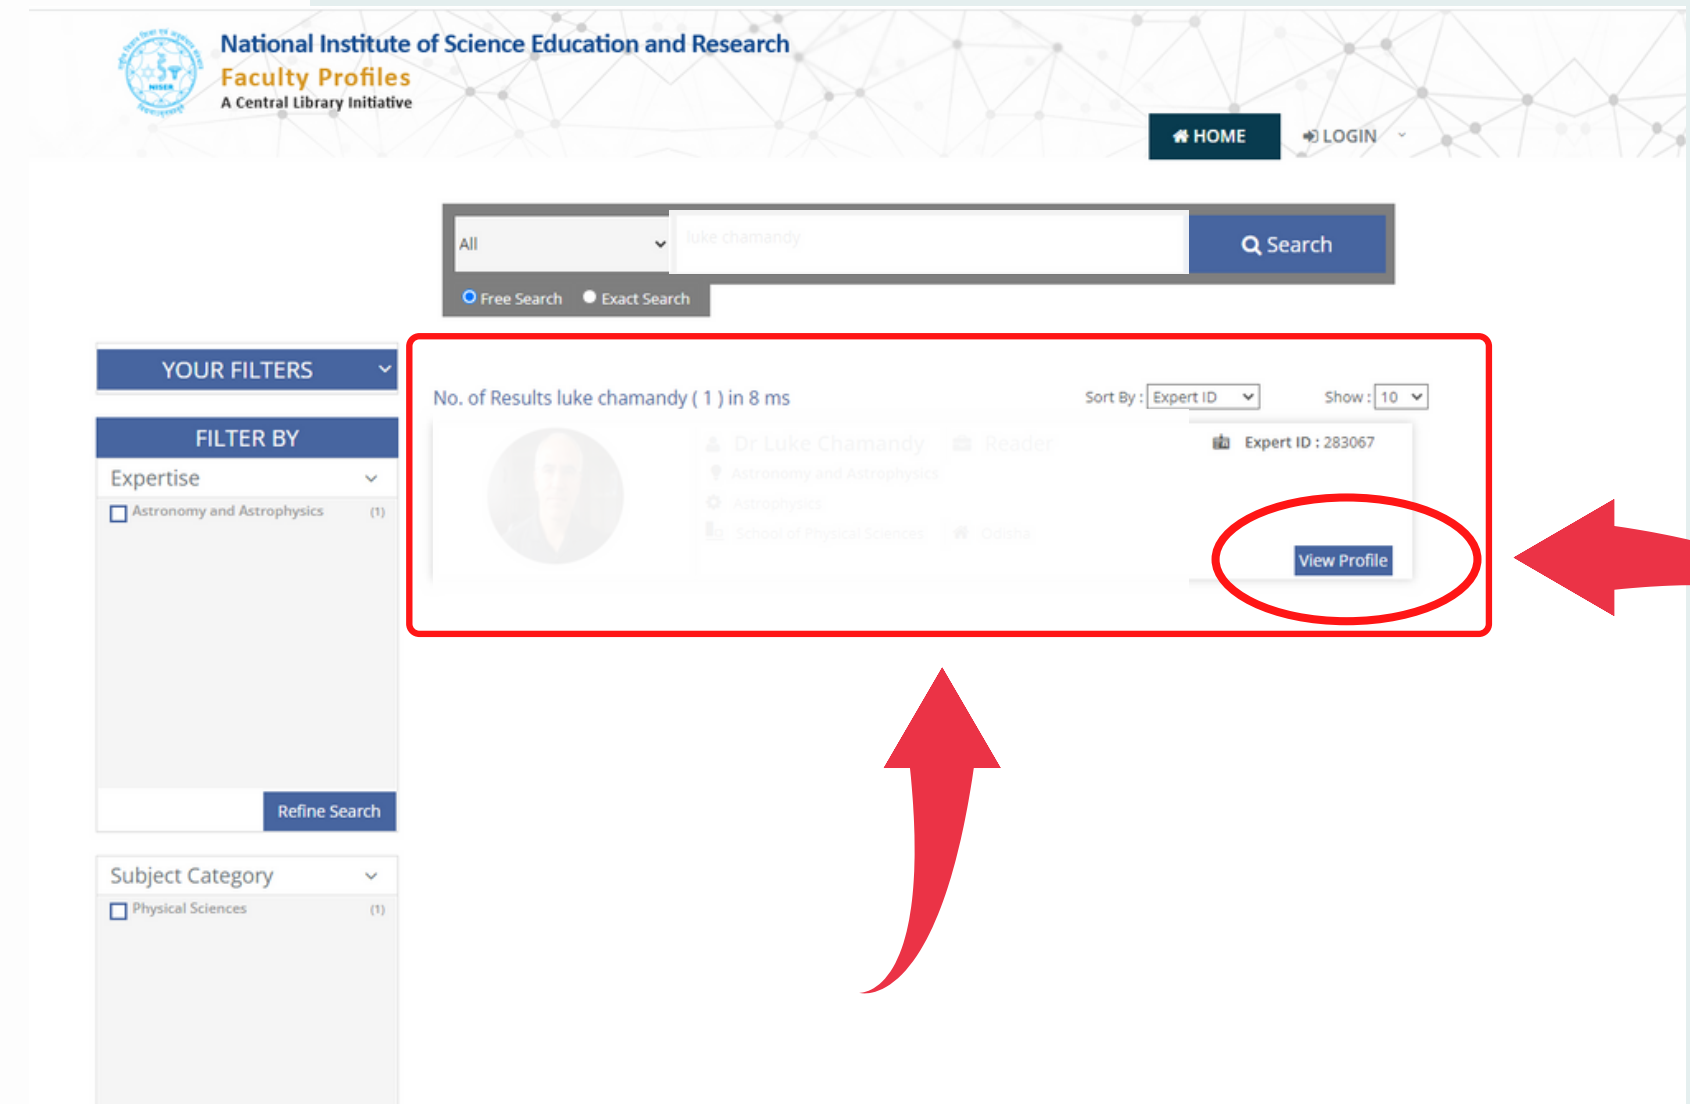 National Institute of Science Education and Research
Faculty Profiles
A Central Library Initiative
NISER
HOME
LOGIN
All
luke chamandy
Search
Free Search
Exact Search
YOUR FILTERS
No. of Results luke chamandy ( 1 ) in 8 ms
Sort By : Expert ID
Show : 10
FILTER BY
Expertise
Astronomy and Astrophysics (1)
Dr Luke Chamandy Reader
Astronomy and Astrophysics
Astrophysics
School of Physical Sciences Odisha
Expert ID : 283067
View Profile
Refine Search
Subject Category
Physical Sciences (1)